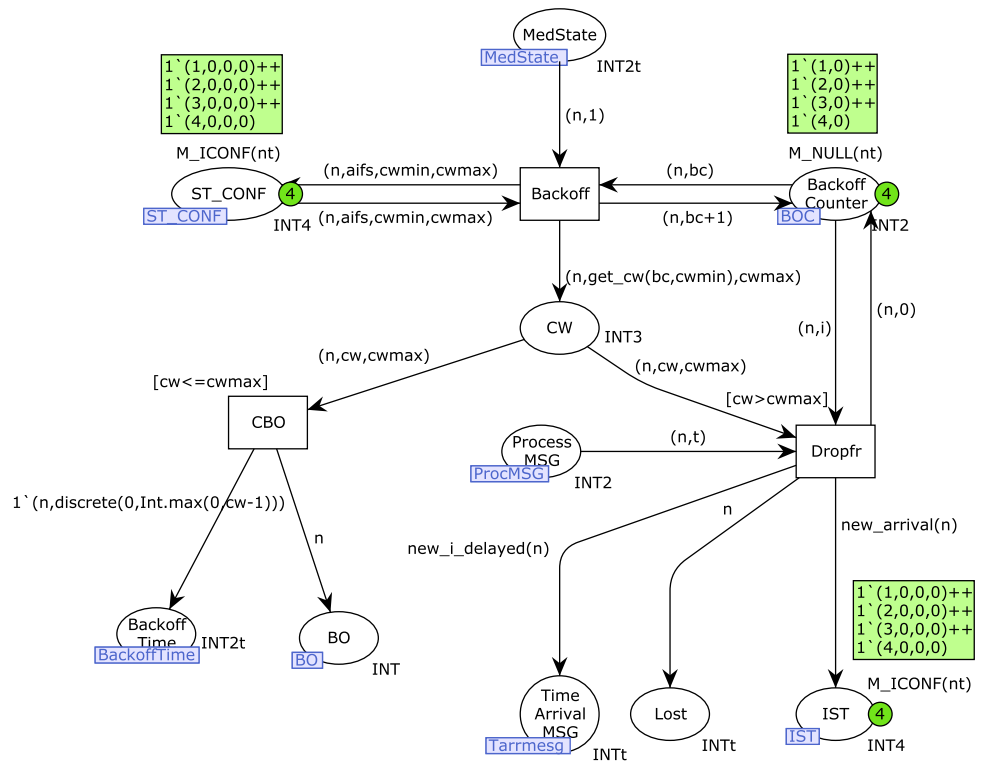 MedState
MedState
INT2t
1`(1,0,0,0)++
1`(2,0,0,0)++
1`(3,0,0,0)++
1`(4,0,0,0)
1`(1,0)++
1`(2,0)++
1`(3,0)++
1`(4,0)
(n,1)
M_ICONF(nt)
M_NULL(nt)
(n,aifs,cwmin,cwmax)
(n,bc)
ST_CONF
4
Backoff
Backoff
Counter
4
ST_CONF
(n,aifs,cwmin,cwmax)
(n,bc+1)
BOC
INT4
INT2
(n,get_cw(bc,cwmin),cwmax)
(n,0)
CW
INT3
(n,i)
(n,cw,cwmax)
(n,cw,cwmax)
[cw<=cwmax]
[cw>cwmax]
CBO
(n,t)
Process
MSG
Dropfr
ProcMSG
INT2
1`(n,discrete(0,Int.max(0,cw-1)))
n
n
new_arrival(n)
new_i_delayed(n)
1`(1,0,0,0)++
1`(2,0,0,0)++
1`(3,0,0,0)++
1`(4,0,0,0)
Backoff
Time
BackoffTime
INT2t
BO
BO
INT
M_ICONF(nt)
Time
Arrival
MSG
Tarrmesg
INTt
Lost
INTt
IST
4
IST
INT4